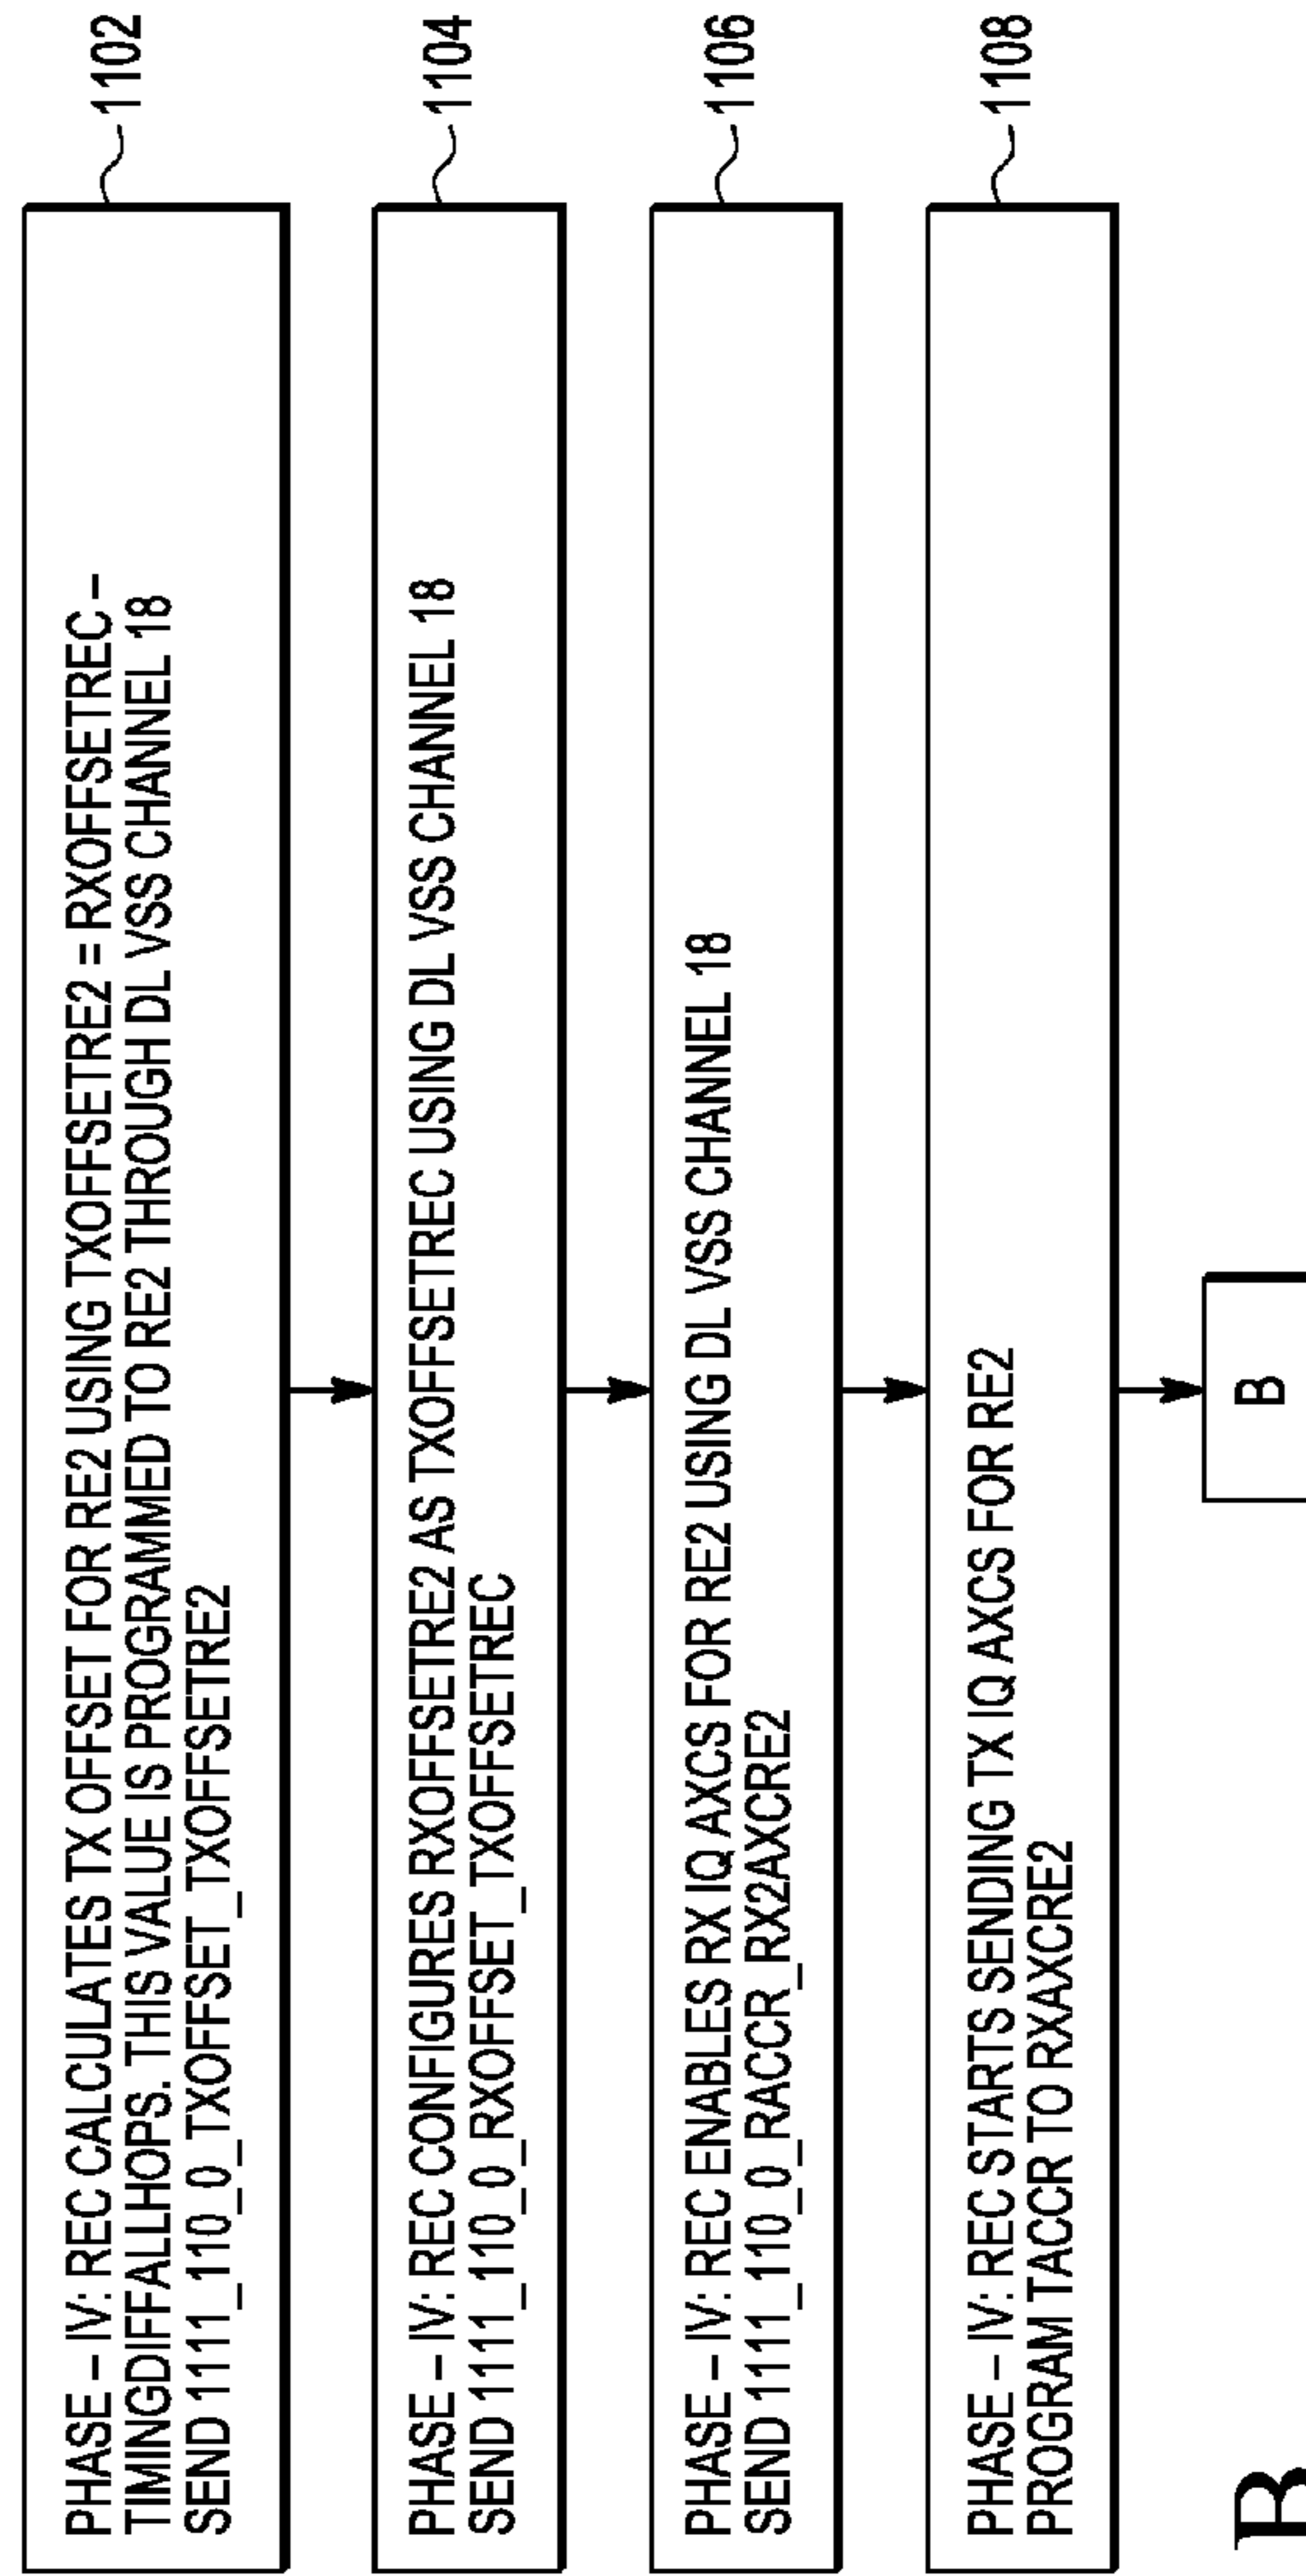 PHASE – IV: REC CALCULATES TX OFFSET FOR RE2 USING TXOFFSETRE2 = RXOFFSETREC –
TIMINGDIFFALLHOPS. THIS VALUE IS PROGRAMMED TO RE2 THROUGH DL VSS CHANNEL 18
SEND 1111_110_0_TXOFFSET_TXOFFSETRE2
1102
PHASE – IV: REC CONFIGURES RXOFFSETRE2 AS TXOFFSETREC USING DL VSS CHANNEL 18
SEND 1111_110_0_RXOFFSET_TXOFFSETREC
1104
PHASE – IV: REC ENABLES RX IQ AXCS FOR RE2 USING DL VSS CHANNEL 18
SEND 1111_110_0_RACCR_RX2AXCRE2
1106
PHASE – IV: REC STARTS SENDING TX IQ AXCS FOR RE2
PROGRAM TACCR TO RXAXCRE2
1108
B
B